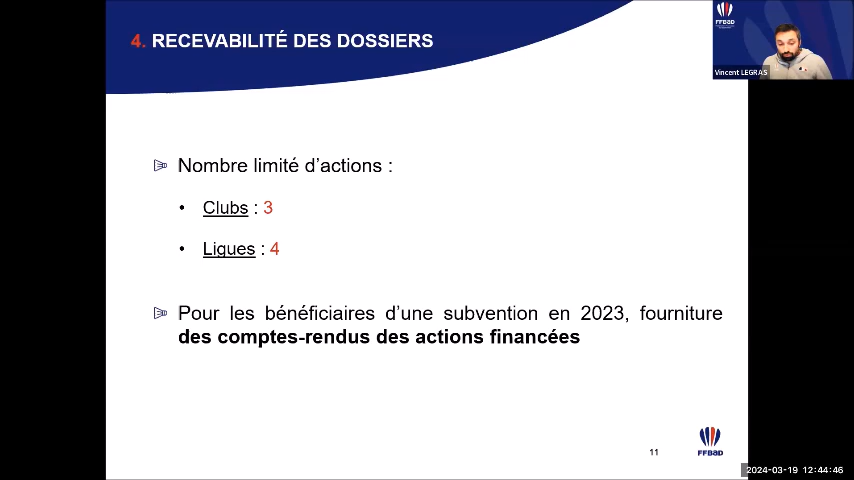 4. RECEVABILITÉ DES DOSSIERS
FFBaD
Vincent LEGRAS
Nombre limité d’actions :
• Clubs : 3
• Ligues : 4
Pour les bénéficiaires d’une subvention en 2023, fourniture
des comptes-rendus des actions financées
11
FFBaD
2024-03-19 12:44:46